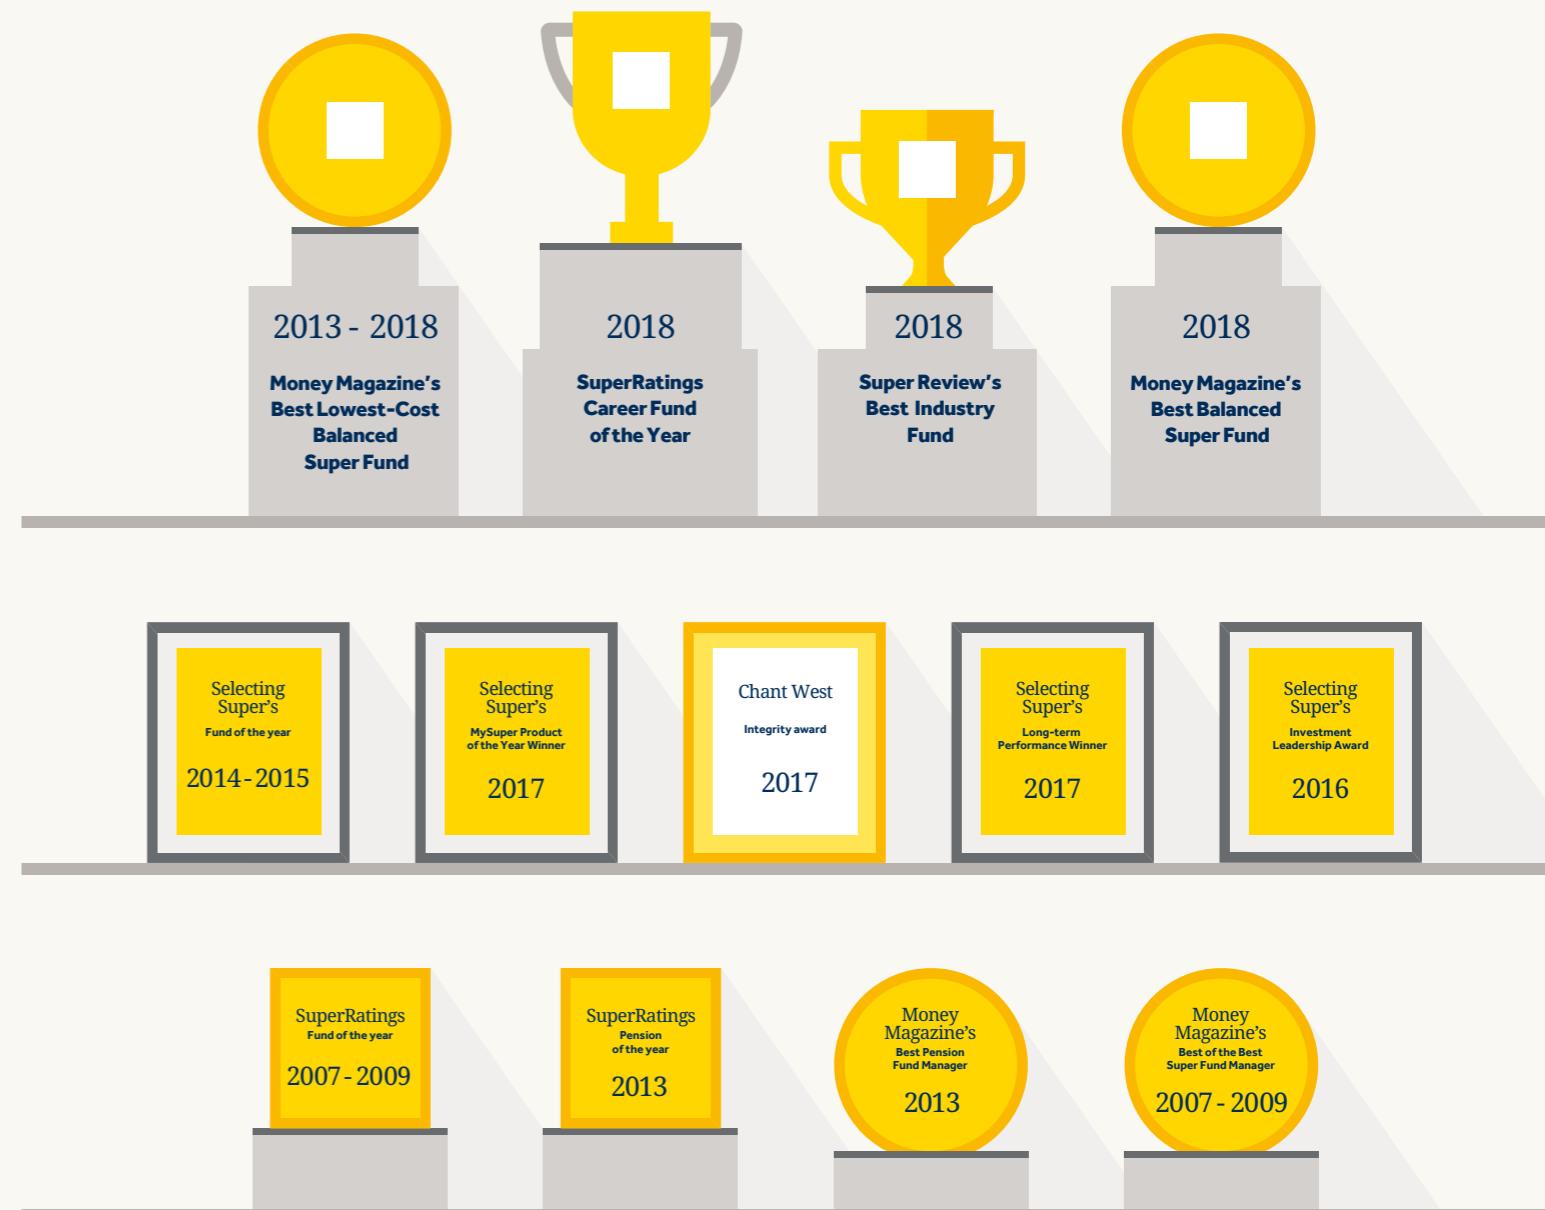 2013 - 2018
Money Magazine's
Best Lowest-Cost
Balanced
Super Fund
2018
SuperRatings
Career Fund
of the Year
2018
Super Review's
Best Industry
Fund
2018
Money Magazine's
Best Balanced
Super Fund
Selecting
Super's
Fund of the year
2014-2015
Selecting
Super's
MySuper Product
of the Year Winner
2017
Chant West
Integrity award
2017
Selecting
Super's
Long-term
Performance Winner
2017
Selecting
Super's
Investment
Leadership Award
2016
SuperRatings
Fund of the year
2007-2009
SuperRatings
Pension
of the year
2013
Money
Magazine's
Best Pension
Fund Manager
2013
Money
Magazine's
Best of the Best
Super Fund Manager
2007 - 2009